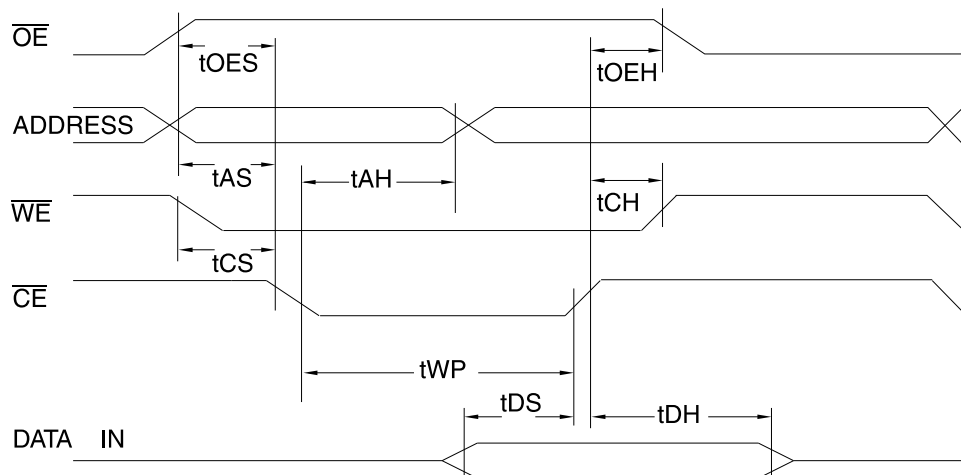 OE
tOES
tOEH
ADDRESS
tAS
tAH
WE
tCH
tCS
CE
tWP
tDS
tDH
DATA IN